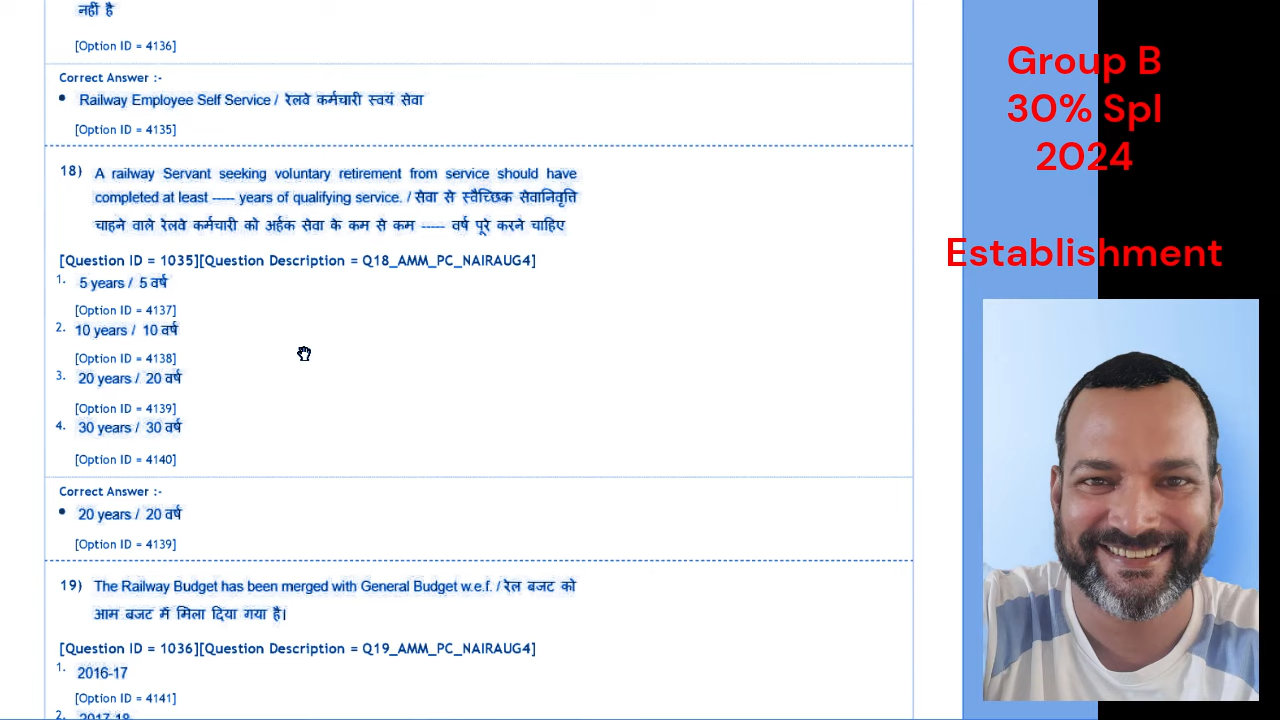 नहीं है
[Option ID = 4136]
Correct Answer :-
• Railway Employee Self Service / रेलवे कर्मचारी स्वयं सेवा
[Option ID = 4135]
18) A railway Servant seeking voluntary retirement from service should have
completed at least ----- years of qualifying service. / सेवा से स्वैच्छिक सेवानिवृत्ति
चाहने वाले रेलवे कर्मचारी को अर्हक सेवा के कम से कम ----- वर्ष पूरे करने चाहिए
[Question ID = 1035][Question Description = Q18_AMM_PC_NAIRAUG4]
1. 5 years / 5 वर्ष
[Option ID = 4137]
2. 10 years / 10 वर्ष
[Option ID = 4138]
3. 20 years / 20 वर्ष
[Option ID = 4139]
4. 30 years / 30 वर्ष
[Option ID = 4140]
Correct Answer :-
• 20 years / 20 वर्ष
[Option ID = 4139]
19) The Railway Budget has been merged with General Budget w.e.f. / रेल बजट को
आम बजट में मिला दिया गया है।
[Question ID = 1036][Question Description = Q19_AMM_PC_NAIRAUG4]
1. 2016-17
[Option ID = 4141]
2. 2017-18
Group B
30% Spl
2024
Establishment